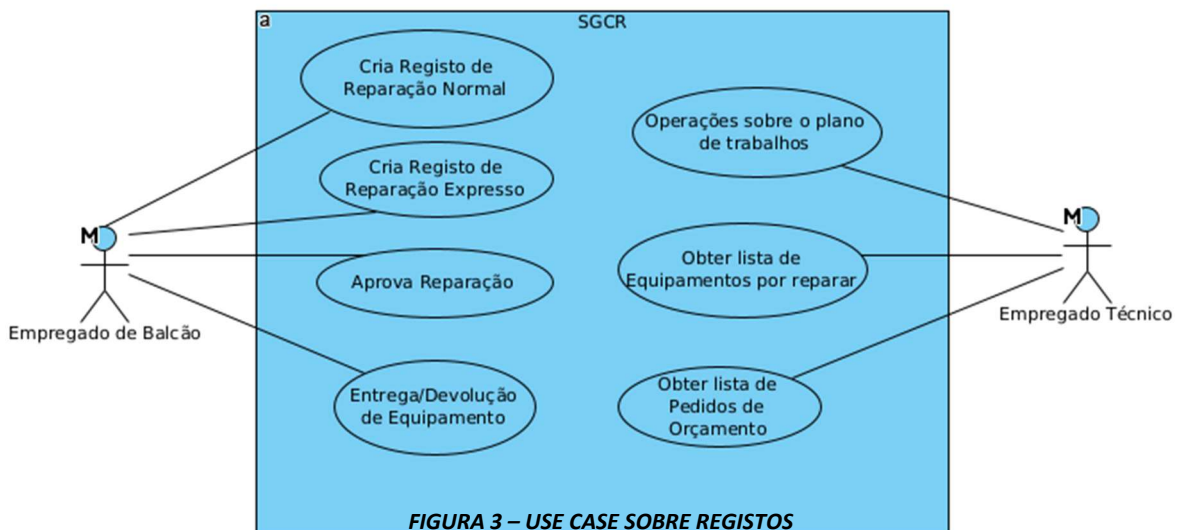 a
SGCR
Cria Registo de
Reparação Normal
Operações sobre o plano
de trabalhos
Cria Registo de
Reparação Expresso
M
Empregado de Balcão
M
Empregado Técnico
Obter lista de
Equipamentos por reparar
Aprova Reparação
Entrega/Devolução
de Equipamento
Obter lista de
Pedidos de
Orçamento
FIGURA 3 – USE CASE SOBRE REGISTOS